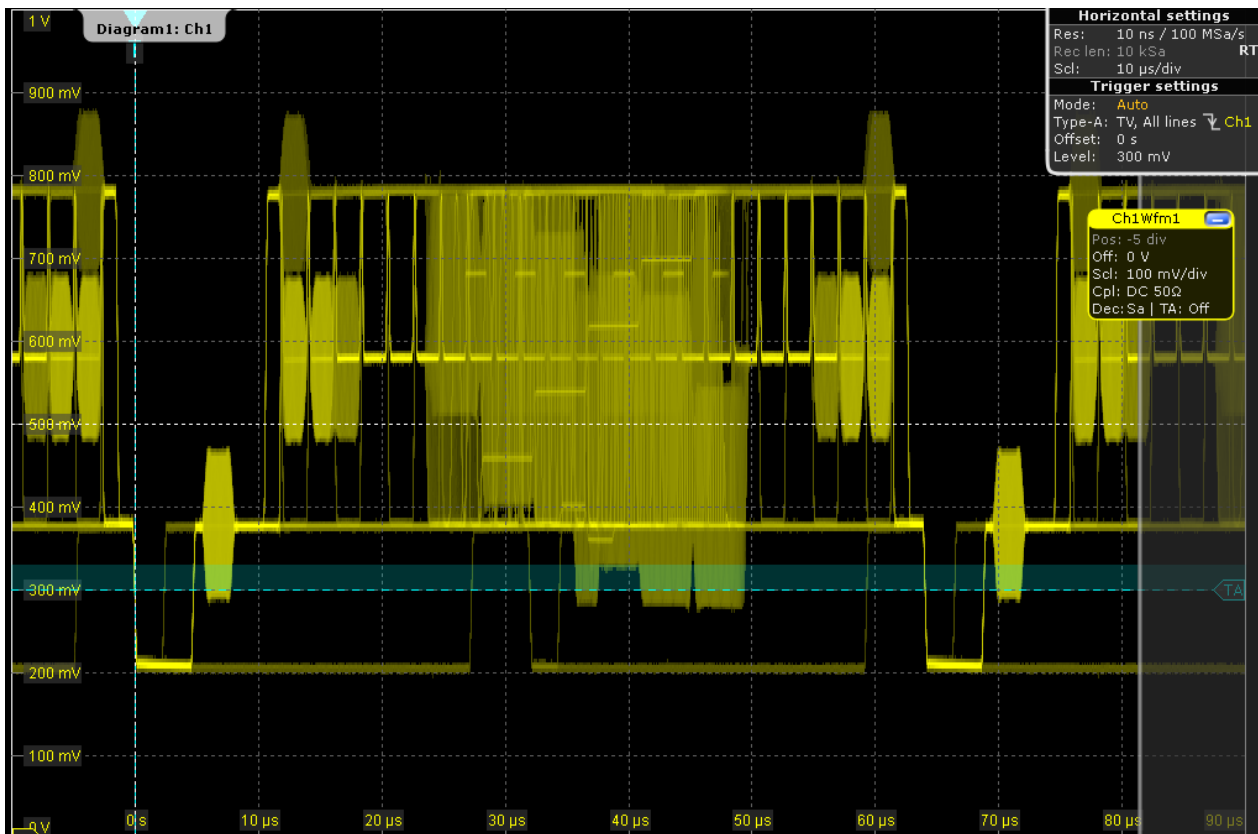 1 V
Diagram1: Ch1
Horizontal settings
Res: 10 ns / 100 MSa/s
Rec len: 10 kSa RT
Scl: 10 µs/div
Trigger settings
Mode: Auto
Type-A: TV, All lines Ch1
Offset: 0 s
Level: 300 mV
900 mV
800 mV
700 mV
600 mV
500 mV
400 mV
300 mV
200 mV
100 mV
0 V
Ch1Wfm1
Pos: -5 div
Off: 0 V
Scl: 100 mV/div
Cpl: DC 50Ω
Dec: Sa | TA: Off
TA
0 s
10 µs
20 µs
30 µs
40 µs
50 µs
60 µs
70 µs
80 µs
90 µs